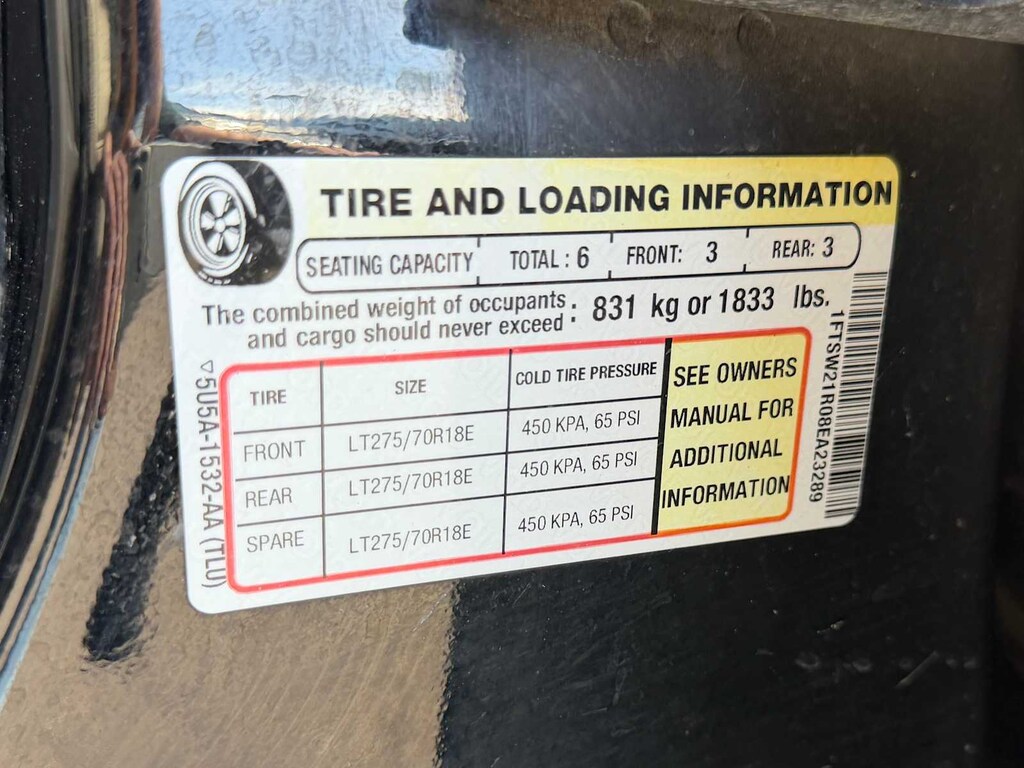 TIRE AND LOADING INFORMATION
SEATING CAPACITY TOTAL: 6 FRONT: 3 REAR: 3
The combined weight of occupants
and cargo should never exceed : 831 kg or 1833 lbs.
TIRE SIZE COLD TIRE PRESSURE
FRONT LT275/70R18E 450 KPA, 65 PSI
REAR LT275/70R18E 450 KPA, 65 PSI
SPARE LT275/70R18E 450 KPA, 65 PSI
SEE OWNERS
MANUAL FOR
ADDITIONAL
INFORMATION
5U5A-1532-AA (TLU)
1FTSW21R08EA23289